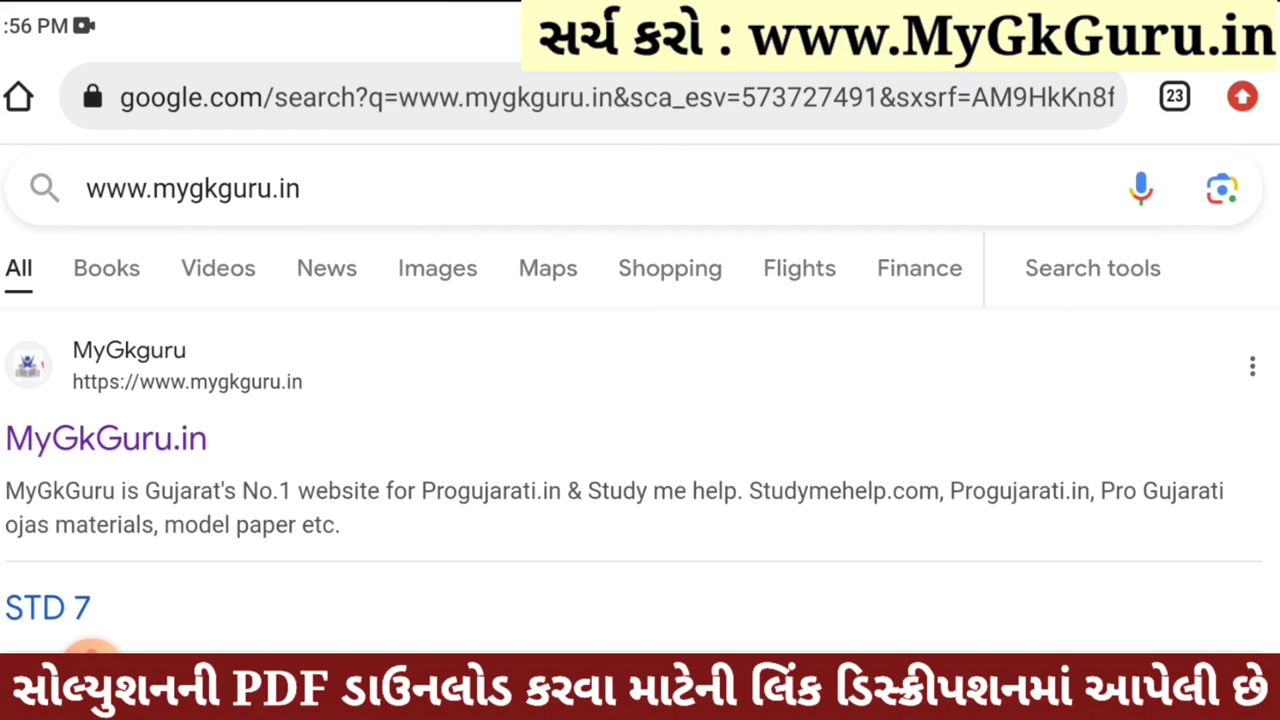 :56 PM
સર્ચ કરો : www.MyGkGuru.in
google.com/search?q=www.mygkguru.in&sca_esv=573727491&sxsrf=AM9HkKn8f
23
www.mygkguru.in
All Books Videos News Images Maps Shopping Flights Finance Search tools
MyGkguru
https://www.mygkguru.in
MyGkGuru.in
MyGkGuru is Gujarat's No.1 website for Progujarati.in & Study me help. Studymehelp.com, Progujarati.in, Pro Gujarati
ojas materials, model paper etc.
STD 7
સોલ્યુશનની PDF ડાઉનલોડ કરવા માટેની લિંક ડિસ્ક્રીપશનમાં આપેલી છે